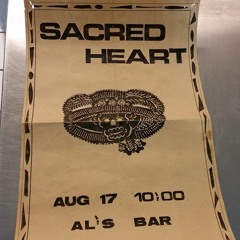 SACRED
HEART
AUG 17 10:00
AL'S BAR